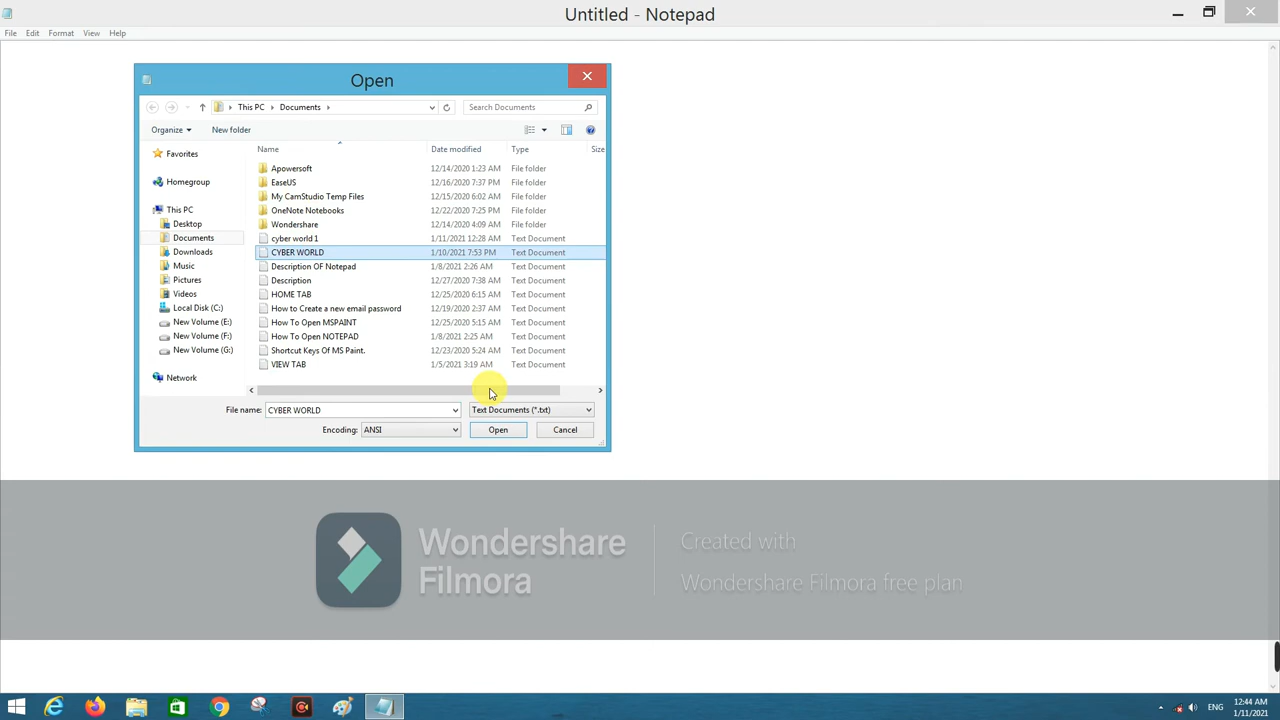 Untitled - Notepad
File Edit Format View Help
Open
This PC Documents Search Documents
Organize New folder
Name Date modified Type Size
Favorites
Homegroup
This PC
Desktop
Documents
Downloads
Music
Pictures
Videos
Local Disk (C:)
New Volume (E:)
New Volume (F:)
New Volume (G:)
Network
Apowersoft 12/14/2020 1:23 AM File folder
EaseUS 12/16/2020 7:37 PM File folder
My CamStudio Temp Files 12/15/2020 6:02 AM File folder
OneNote Notebooks 12/22/2020 7:25 PM File folder
Wondershare 12/14/2020 4:09 AM File folder
cyber world 1 1/11/2021 12:28 AM Text Document
CYBER WORLD 1/10/2021 7:53 PM Text Document
Description OF Notepad 1/8/2021 2:26 AM Text Document
Description 12/27/2020 7:38 AM Text Document
HOME TAB 12/25/2020 6:15 AM Text Document
How to Create a new email password 12/19/2020 2:37 AM Text Document
How To Open MSPAINT 12/25/2020 5:15 AM Text Document
How To Open NOTEPAD 1/8/2021 2:25 AM Text Document
Shortcut Keys Of MS Paint. 12/23/2020 5:24 AM Text Document
VIEW TAB 1/5/2021 3:19 AM Text Document
File name: CYBER WORLD Text Documents (*.txt)
Encoding: ANSI Open Cancel
Wondershare
Filmora
Created with
Wondershare Filmora free plan
ENG
12:44 AM
1/11/2021